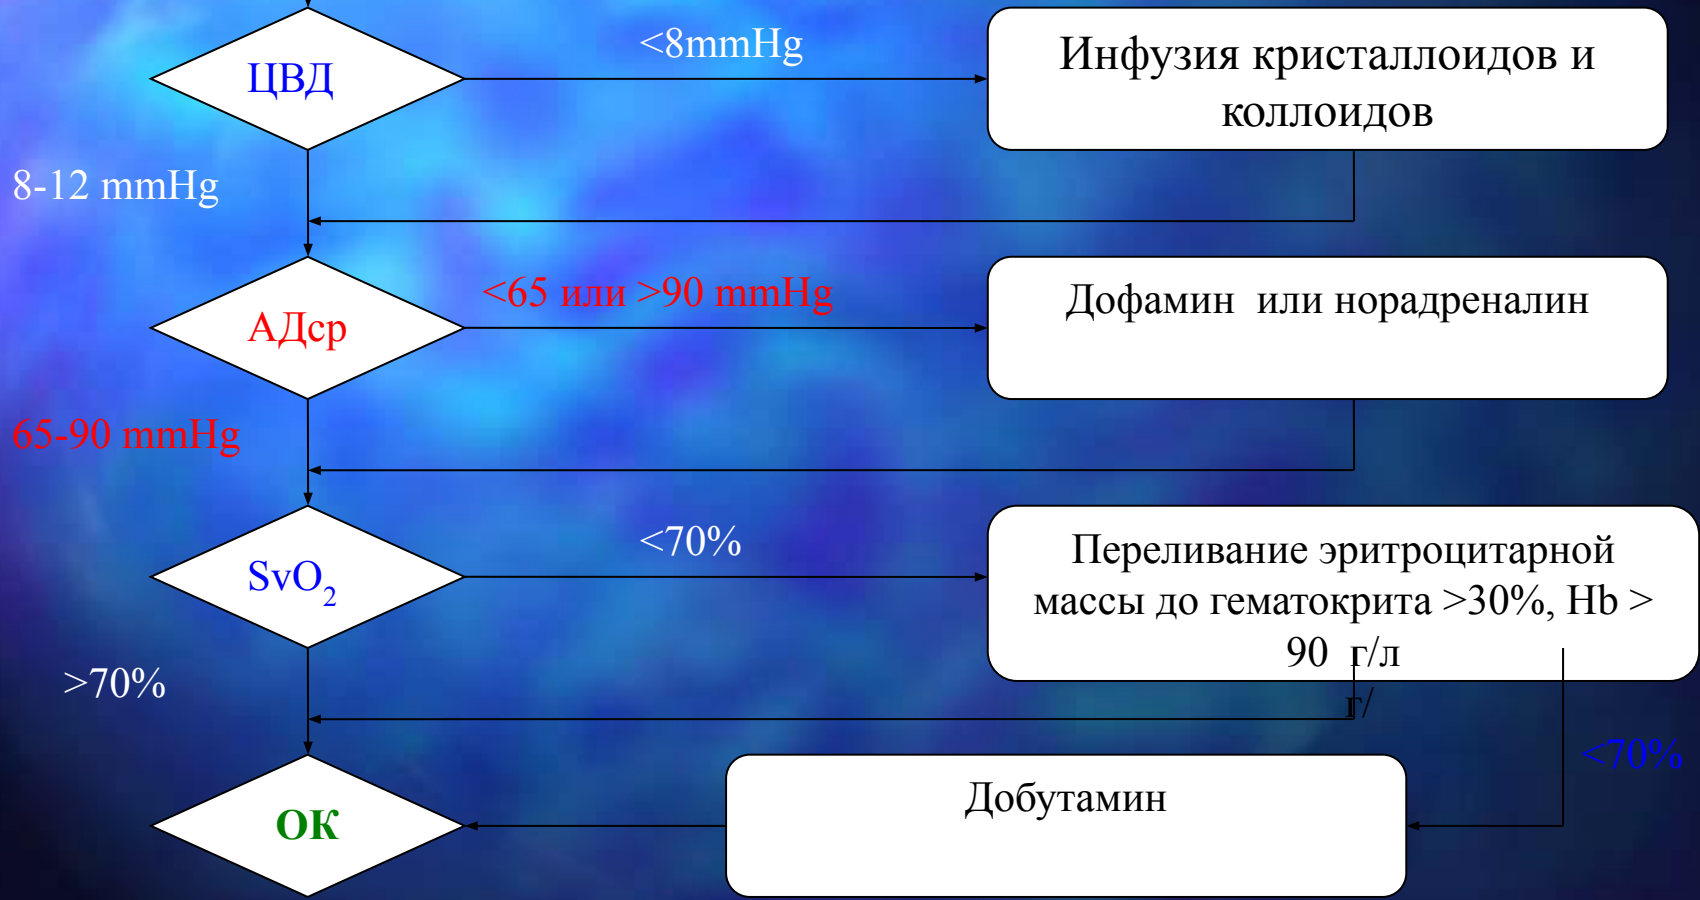 <8mmHg
Инфузия кристаллоидов и
коллоидов
ЦВД
8-12 mmHg
<65 или >90 mmHg
Дофамин или норадреналин
АДср
65-90 mmHg
<70%
Переливание эритроцитарной
массы до гематокрита >30%, Hb >
90 г/л
г/
SvO2
>70%
<70%
Добутамин
ОК